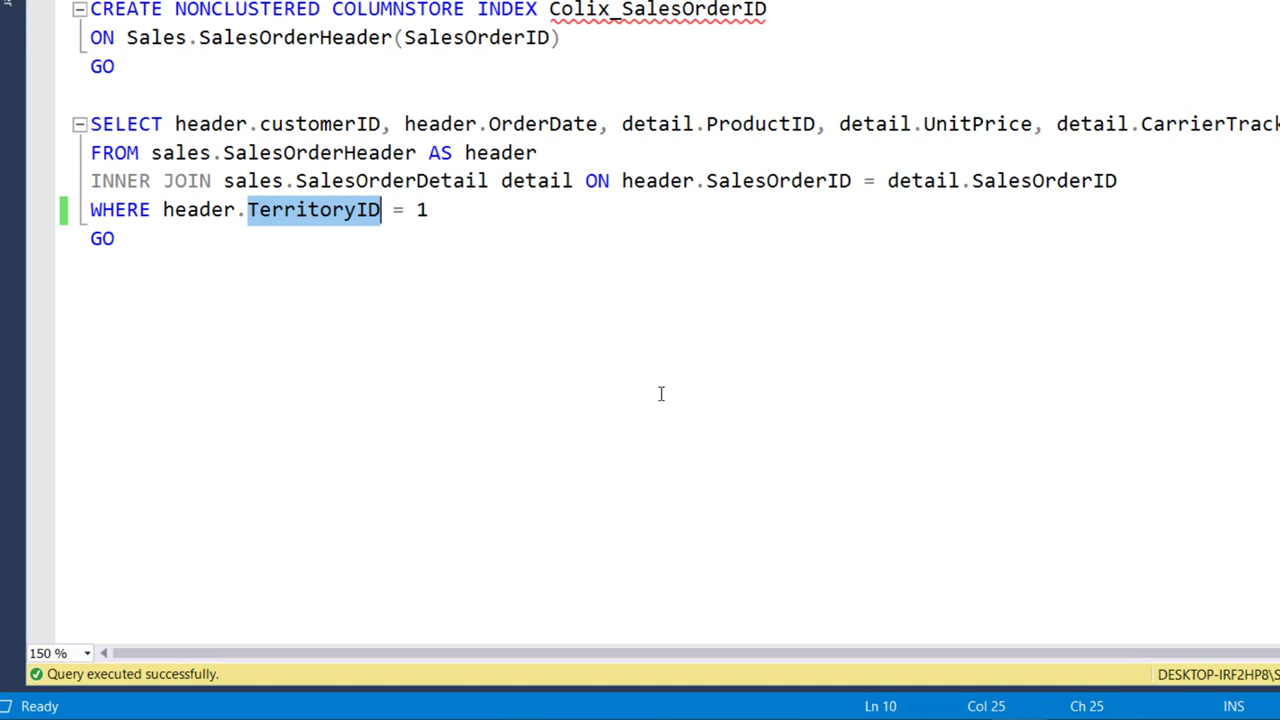 CREATE NONCLUSTERED COLUMNSTORE INDEX Colix_SalesOrderID
ON Sales.SalesOrderHeader(SalesOrderID)
GO
SELECT header.customerID, header.OrderDate, detail.ProductID, detail.UnitPrice, detail.CarrierTrack
FROM sales.SalesOrderHeader AS header
INNER JOIN sales.SalesOrderDetail detail ON header.SalesOrderID = detail.SalesOrderID
WHERE header.TerritoryID = 1
GO
150 %
Query executed successfully. DESKTOP-IRF2HP8\S
Ready Ln 10 Col 25 Ch 25 INS